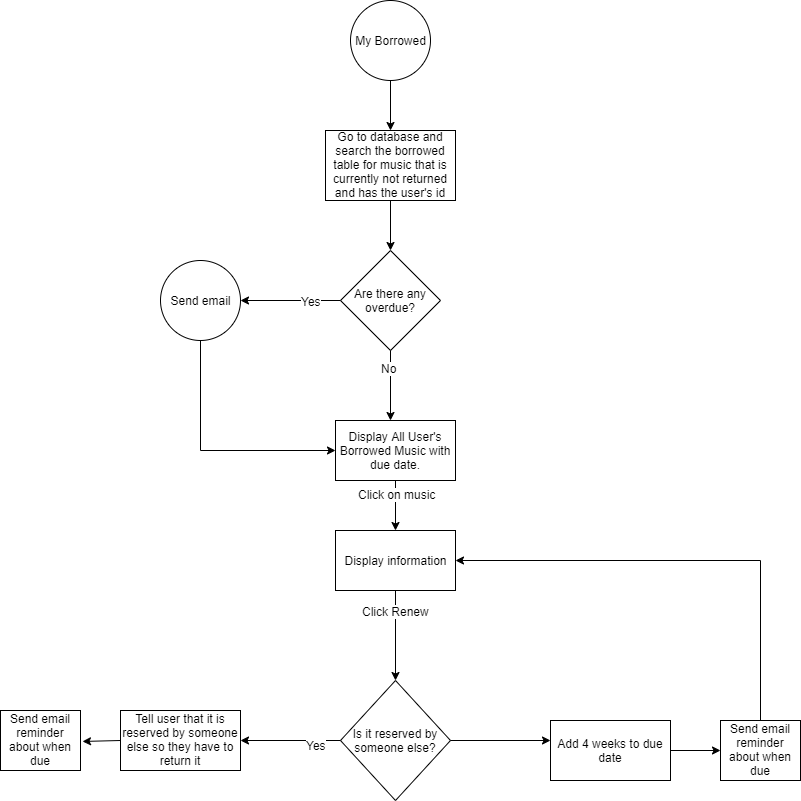 My Borrowed
Go to database and
search the borrowed
table for music that is
currently not returned
and has the user's id
Are there any
overdue?
Yes
Send email
No
Display All User's
Borrowed Music with
due date.
Click on music
Display information
Click Renew
Is it reserved by
someone else?
Yes
Tell user that it is
reserved by someone
else so they have to
return it
Send email
reminder
about when
due
Add 4 weeks to due
date
Send email
reminder
about when
due